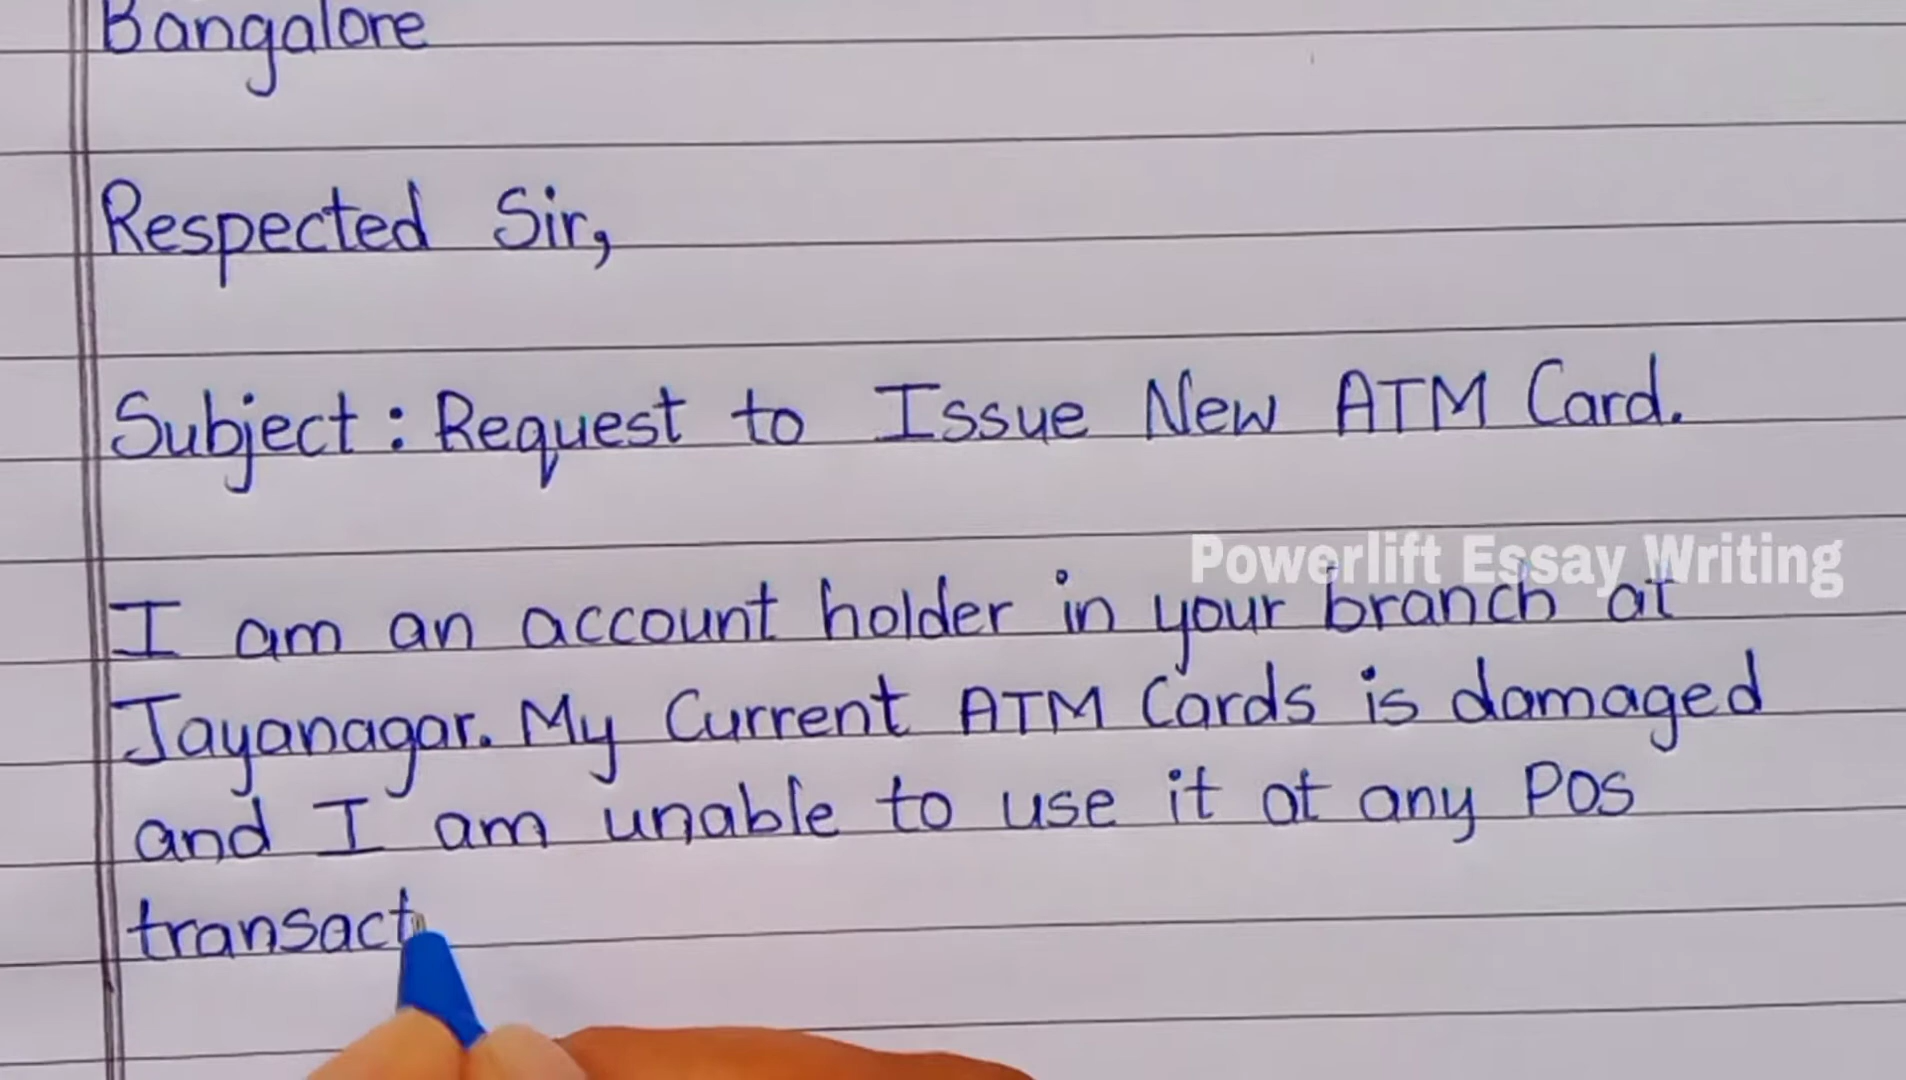 Bangalore
Respected Sir,
Subject: Request to Issue New ATM Card.
Powerlift Essay Writing
I am an account holder in your branch at
Jayanagar. My Current ATM Cards is damaged
and I am unable to use it at any POS
transact